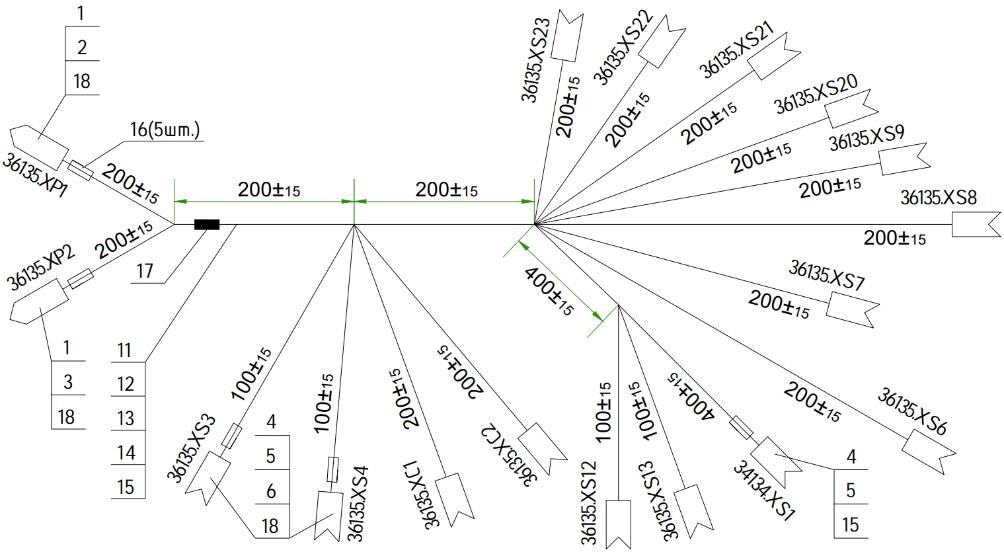 1
2
18
16(5шт.)
36135.XP1
200±15
200±15
200±15
36135.XS23
200±15
36135.XS22
200±15
36135.XS21
200±15
36135.XS20
200±15
36135.XS9
200±15
36135.XS8
200±15
36135.XP2
200±15
17
36135.XS7
200±15
400±15
1
3
18
11
12
13
14
15
36135.XS3
100±15
4
5
6
18
36135.XS4
100±15
36135.X(1
200±15
36135.X(2
200±15
36135.XS12
100±15
36135.XS13
100±15
34134.XS1
400±15
4
5
15
36135.XS6
200±15